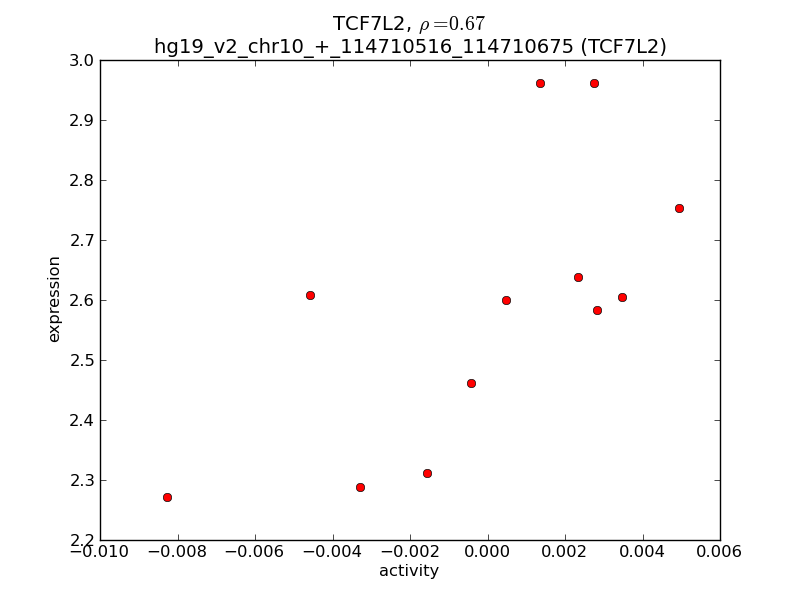 TCF7L2, ρ=0.67
hg19_v2_chr10_+_114710516_114710675 (TCF7L2)
3.0
2.9
2.8
2.7
2.6
2.5
2.4
2.3
2.2
expression
−0.010 −0.008 −0.006 −0.004 −0.002 0.000 0.002 0.004 0.006
activity